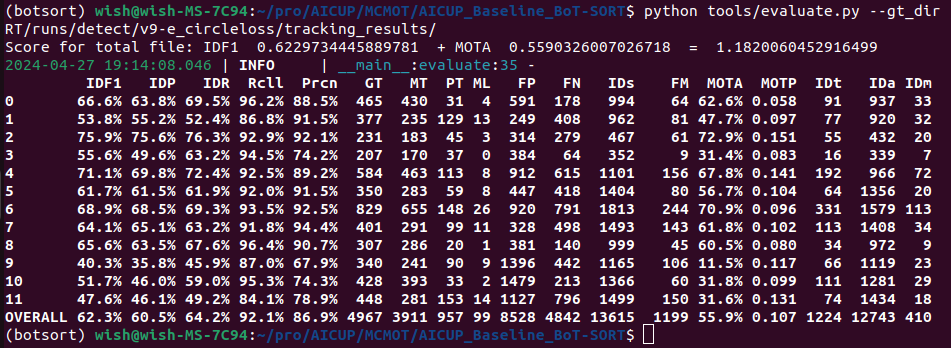 (botsort) wish@wish-MS-7C94:~/pro/AICUP/MCMOT/AICUP_Baseline_BoT-SORT$ python tools/evaluate.py --gt_dir
RT/runs/detect/v9-e_circleloss/tracking_results/
Score for total file: IDF1  0.6229734445889781  + MOTA  0.5590326007026718  =  1.1820060452916499
2024-04-27 19:14:08.046 | INFO     | __main__:evaluate:35 -
IDF1 IDP IDR Rcll Prcn GT MT PT ML FP FN IDs FM MOTA MOTP IDt IDa IDm
0 66.6% 63.8% 69.5% 96.2% 88.5% 465 430 31 4 591 178 994 64 62.6% 0.058 91 937 33
1 53.8% 55.2% 52.4% 86.8% 91.5% 377 235 129 13 249 408 962 81 47.7% 0.097 77 920 32
2 75.9% 75.6% 76.3% 92.9% 92.1% 231 183 45 3 314 279 467 61 72.9% 0.151 55 432 20
3 55.6% 49.6% 63.2% 94.5% 74.2% 207 170 37 0 384 64 352 9 31.4% 0.083 16 339 7
4 71.1% 69.8% 72.4% 92.5% 89.2% 584 463 113 8 912 615 1101 156 67.8% 0.141 192 966 72
5 61.7% 61.5% 61.9% 92.0% 91.5% 350 283 59 8 447 418 1404 80 56.7% 0.104 64 1356 20
6 68.9% 68.5% 69.3% 93.5% 92.5% 829 655 148 26 920 791 1813 244 70.9% 0.096 331 1579 113
7 64.1% 65.1% 63.2% 91.8% 94.4% 401 291 99 11 328 498 1493 143 61.8% 0.102 113 1408 34
8 65.6% 63.5% 67.6% 96.4% 90.7% 307 286 20 1 381 140 999 45 60.5% 0.080 34 972 9
9 40.3% 35.8% 45.9% 87.0% 67.9% 340 241 90 9 1396 442 1165 106 11.5% 0.117 66 1119 23
10 51.7% 46.0% 59.0% 95.3% 74.3% 428 393 33 2 1479 213 1366 60 31.8% 0.099 111 1281 29
11 47.6% 46.1% 49.2% 84.1% 78.9% 448 281 153 14 1127 796 1499 150 31.6% 0.131 74 1434 18
OVERALL 62.3% 60.5% 64.2% 92.1% 86.9% 4967 3911 957 99 8528 4842 13615 1199 55.9% 0.107 1224 12743 410
(botsort) wish@wish-MS-7C94:~/pro/AICUP/MCMOT/AICUP_Baseline_BoT-SORT$